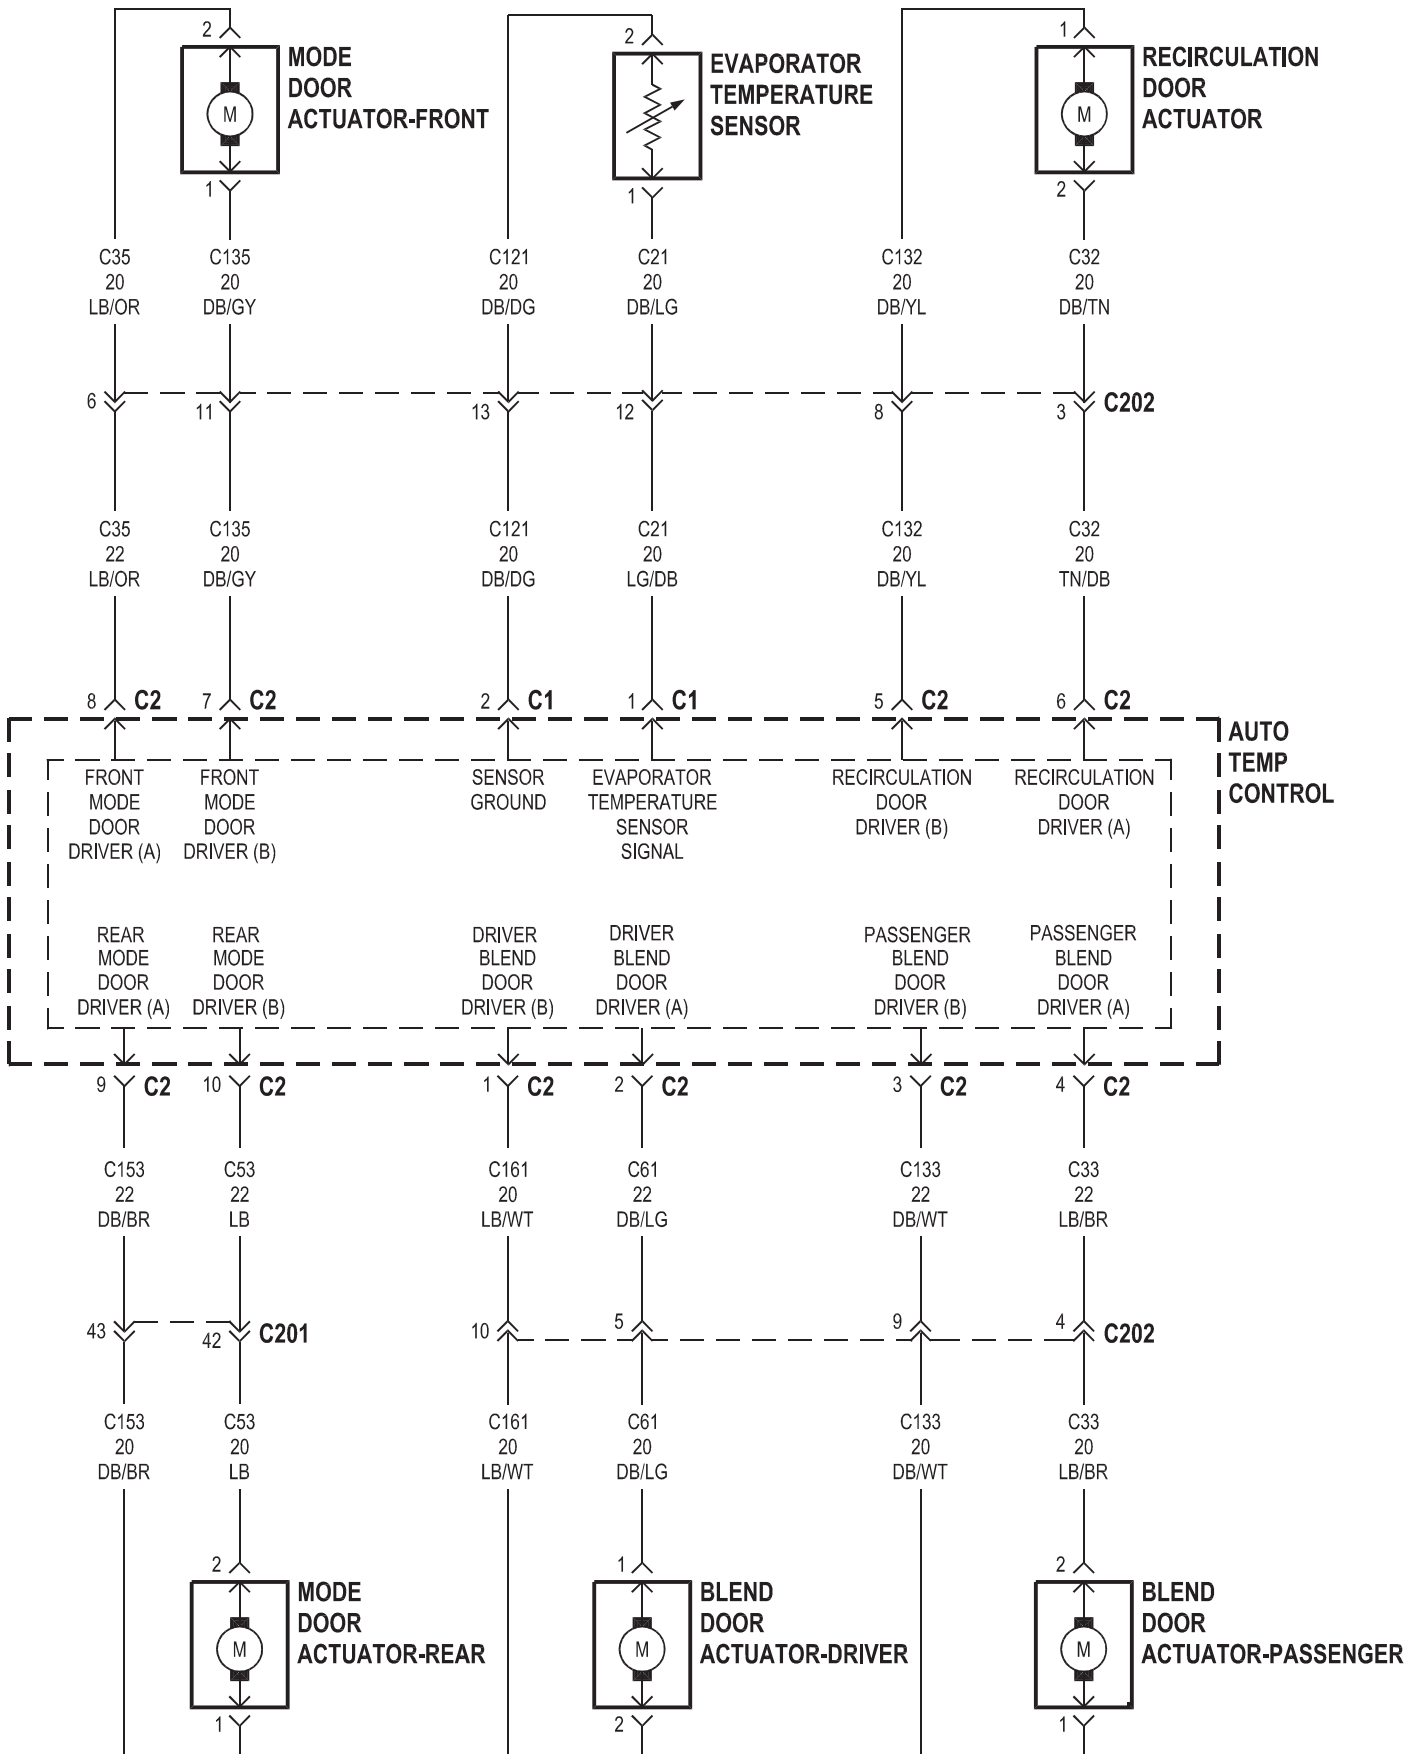 2
MODE
DOOR
ACTUATOR-FRONT
M
1
2
EVAPORATOR
TEMPERATURE
SENSOR
1
1
RECIRCULATION
DOOR
ACTUATOR
M
2
C35
20
LB/OR
C135
20
DB/GY
C121
20
DB/DG
C21
20
DB/LG
C132
20
DB/YL
C32
20
DB/TN
6
11
13
12
8
3
C202
C35
22
LB/OR
C135
20
DB/GY
C121
20
DB/DG
C21
20
LG/DB
C132
20
DB/YL
C32
20
TN/DB
8
C2
7
C2
2
C1
1
C1
5
C2
6
C2
AUTO
TEMP
CONTROL
FRONT
MODE
DOOR
DRIVER (A)
FRONT
MODE
DOOR
DRIVER (B)
SENSOR
GROUND
EVAPORATOR
TEMPERATURE
SENSOR
SIGNAL
RECIRCULATION
DOOR
DRIVER (B)
RECIRCULATION
DOOR
DRIVER (A)
REAR
MODE
DOOR
DRIVER (A)
REAR
MODE
DOOR
DRIVER (B)
DRIVER
BLEND
DOOR
DRIVER (B)
DRIVER
BLEND
DOOR
DRIVER (A)
PASSENGER
BLEND
DOOR
DRIVER (B)
PASSENGER
BLEND
DOOR
DRIVER (A)
9
C2
10
C2
1
C2
2
C2
3
C2
4
C2
C153
22
DB/BR
C53
22
LB
C161
20
LB/WT
C61
22
DB/LG
C133
22
DB/WT
C33
22
LB/BR
43
42
C201
10
5
9
4
C202
C153
20
DB/BR
C53
20
LB
C161
20
LB/WT
C61
20
DB/LG
C133
20
DB/WT
C33
20
LB/BR
2
MODE
DOOR
ACTUATOR-REAR
M
1
1
BLEND
DOOR
ACTUATOR-DRIVER
M
2
2
BLEND
DOOR
ACTUATOR-PASSENGER
M
1